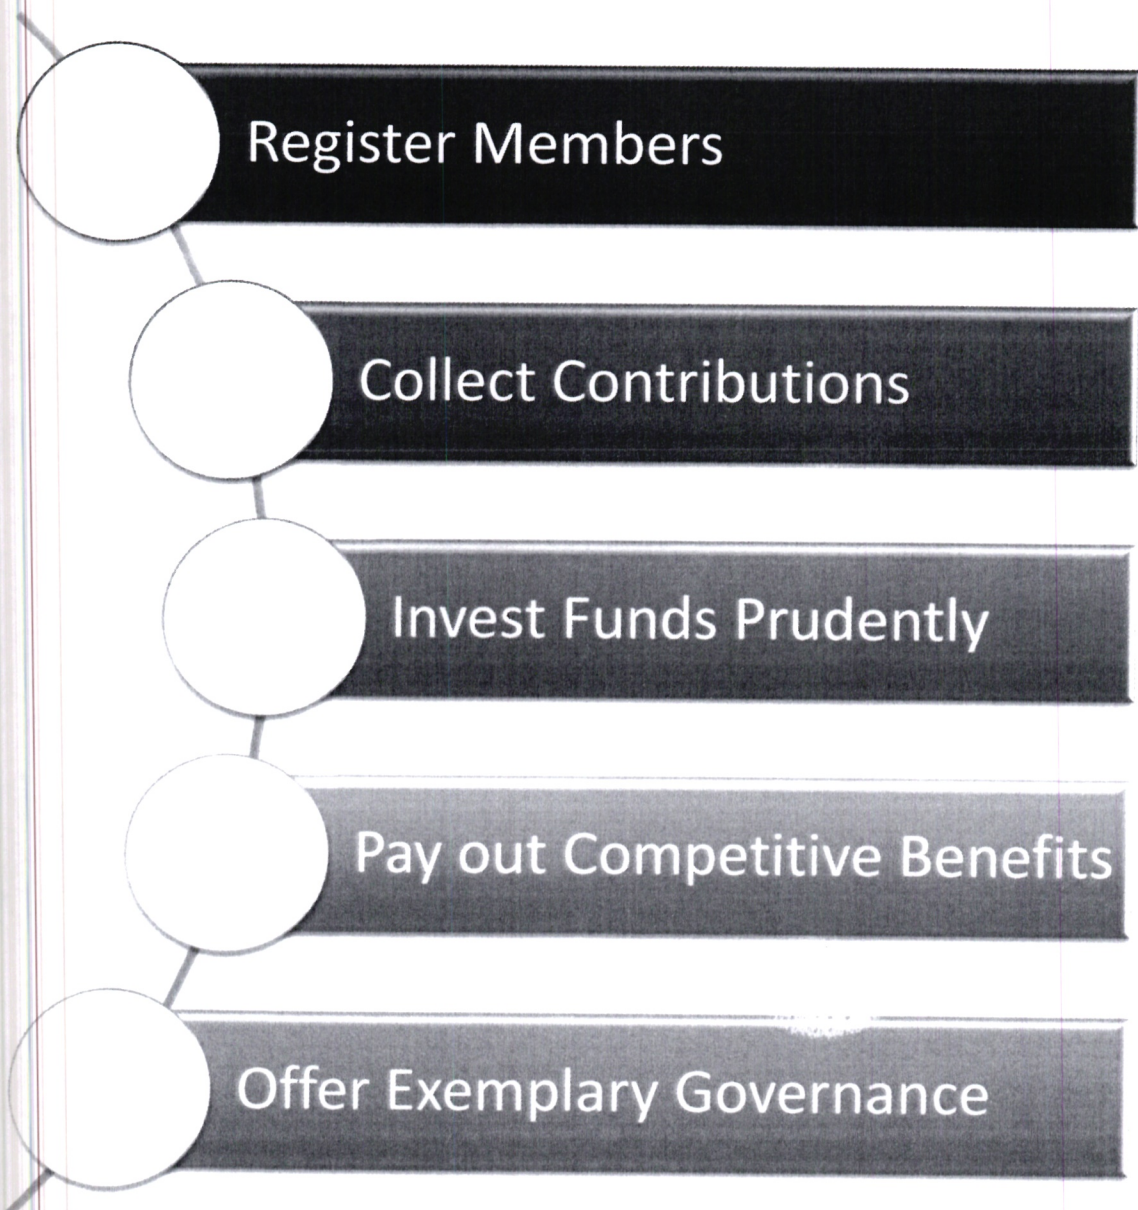 Register Members
Collect Contributions
Invest Funds Prudently
Pay out Competitive Benefits
Offer Exemplary Governance